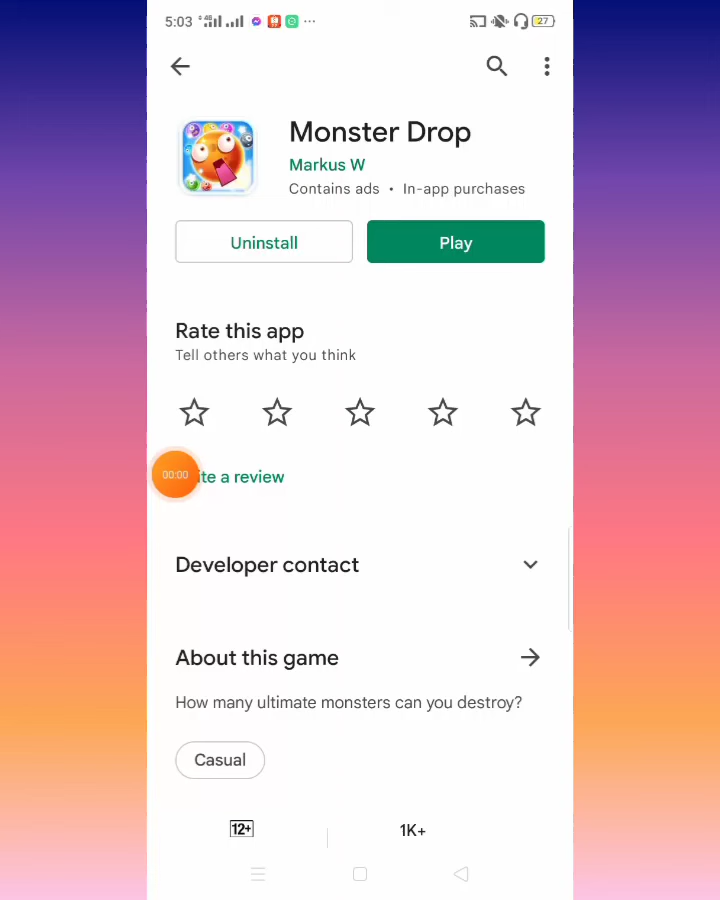 5:03
27
Monster Drop
Markus W
Contains ads • In-app purchases
Uninstall
Play
Rate this app
Tell others what you think
00:00
ite a review
Developer contact
About this game
How many ultimate monsters can you destroy?
Casual
12+
1K+